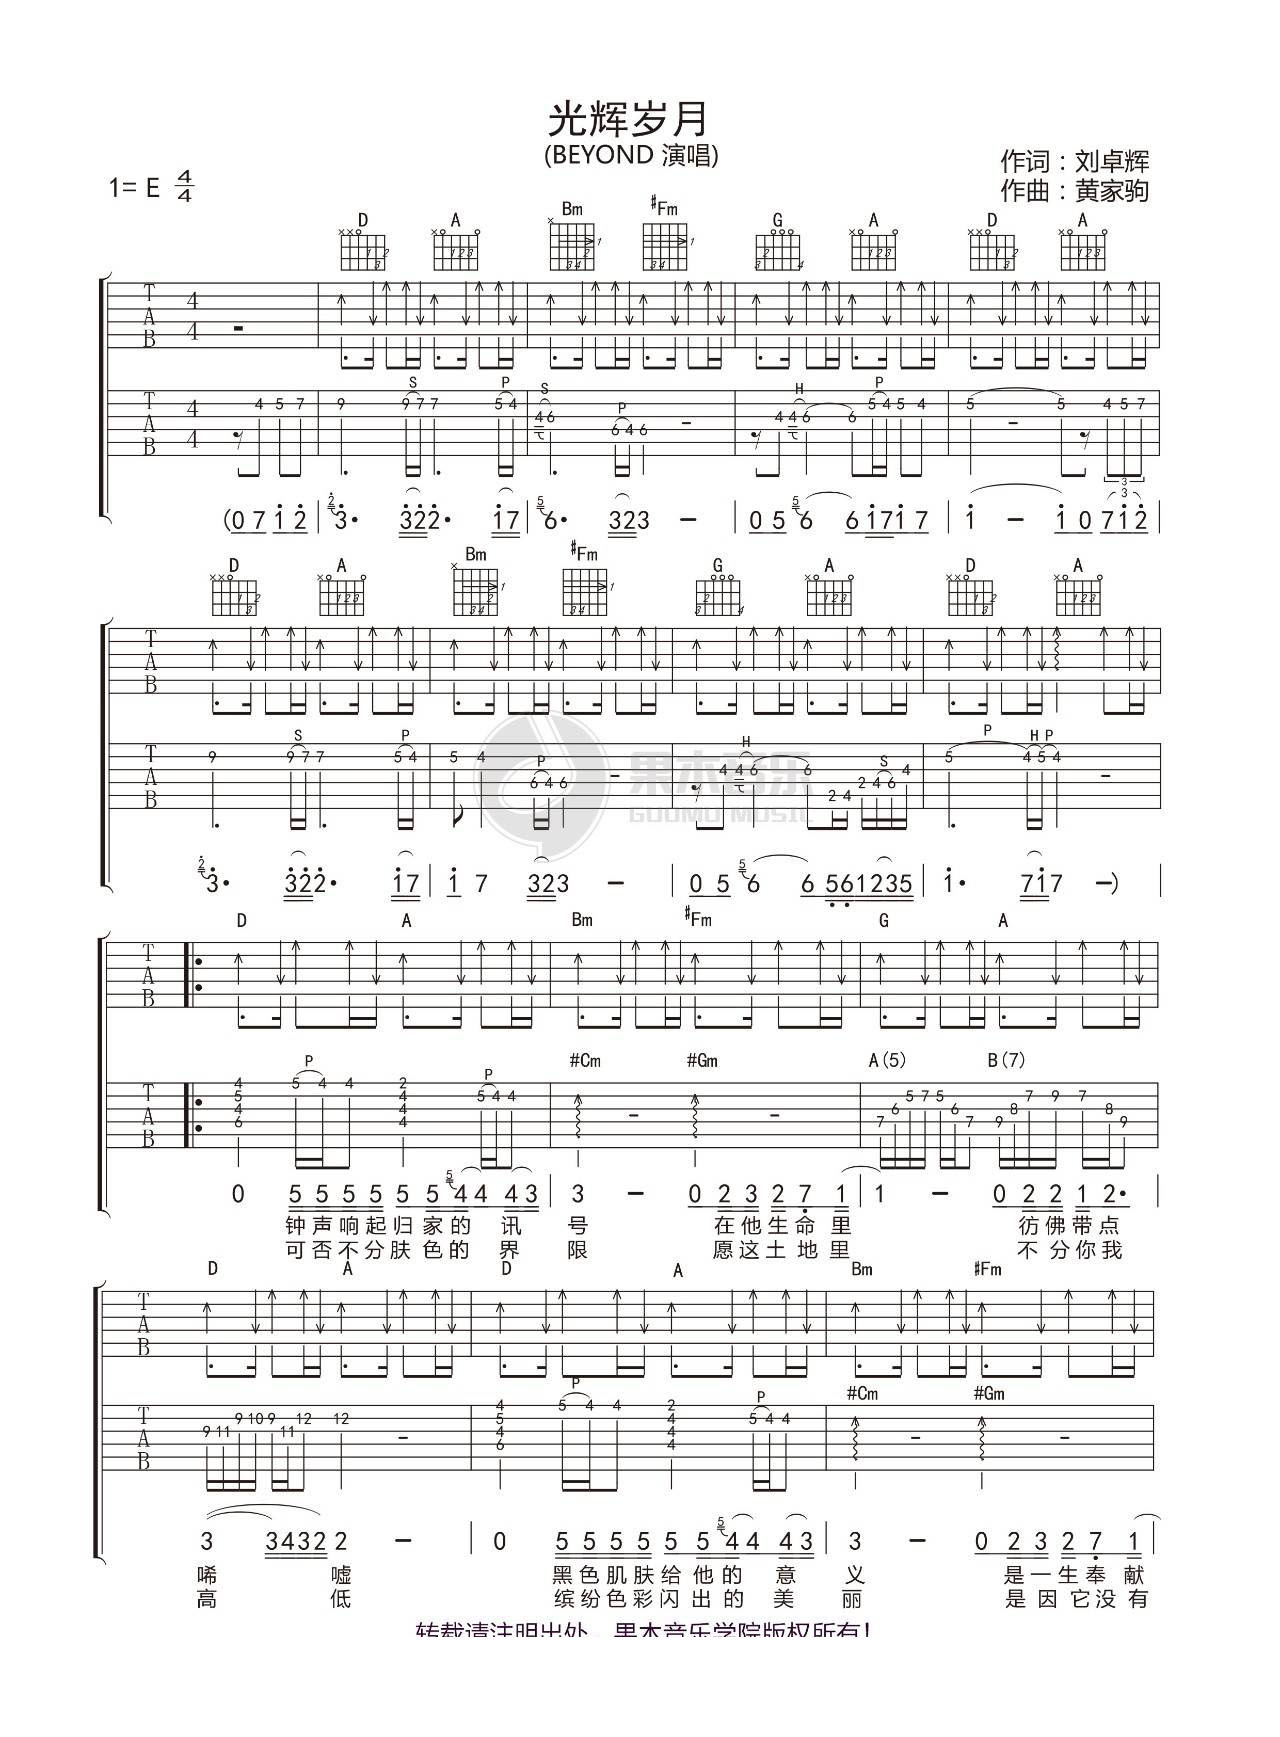 光辉岁月
(BEYOND 演唱)
作词：刘卓辉
1= E 4/4
作曲：黄家驹
D A Bm #Fm G A D A
S P S P H P
4 5 7 9 9 7 7 5 4 4 6 6 4 6 4 4 6 6 5 4 5 4 5 5 4 5 7
(0 7 1 2 | 3· 3 2 2· 1 7 | 6· 3 2 3 － | 0 5 6 6 1 7 1 7 | 1 － 1 0 7 1 2 |
D A Bm #Fm G A D A
S P P H S P H P
9 9 7 7 5 4 5 4 6 4 6 4 4 6 6 2 4 2 4 6 4 5 4 5 4
果木音乐
GUOMU MUSIC
3· 3 2 2· 1 7 | 1 7 3 2 3 － | 0 5 6 6 5 6 1 2 3 5 | 1· 7 1 7 －) |
D A Bm #Fm G A
P P #Cm #Gm A(5) B(7)
0 5 5 5 5 5 5 4 4 4 3 | 3 － 0 2 3 2 7 1 | 1 － 0 2 2 1 2· |
钟声响起归家的讯号 在他生命里 彷佛带点
可否不分肤色的界限 愿这土地里 不分你我
D A D A Bm #Fm
P P #Cm #Gm
9 11 9 10 9 11 12 12
3 3 4 3 2 2 － | 0 5 5 5 5 5 5 4 4 4 3 | 3 － 0 2 3 2 7 1
唏嘘 黑色肌肤给他的意义 是一生奉献
高低 缤纷色彩闪出的美丽 是因它没有
转载请注明出处，果木音乐学院版权所有！